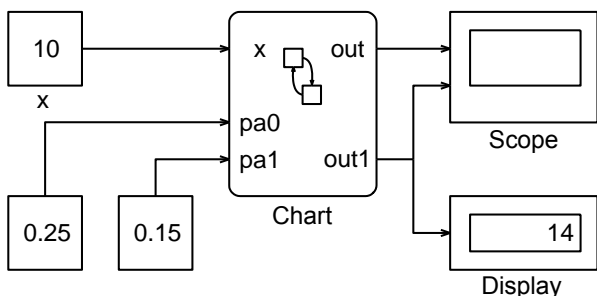 10
x
x
out
pa0
pa1
out1
Chart
Scope
0.25
0.15
14
Display